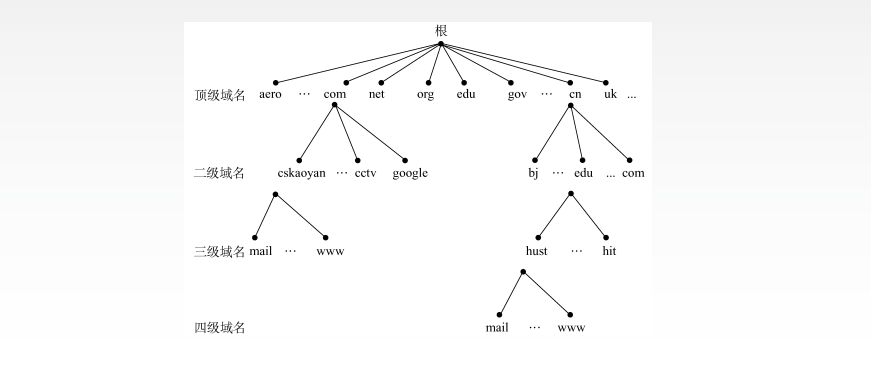 根
顶级域名 aero ··· com net org edu gov ··· cn uk ...
二级域名 cskaoyan ··· cctv google bj ··· edu ... com
三级域名 mail ··· www hust ··· hit
四级域名 mail ··· www